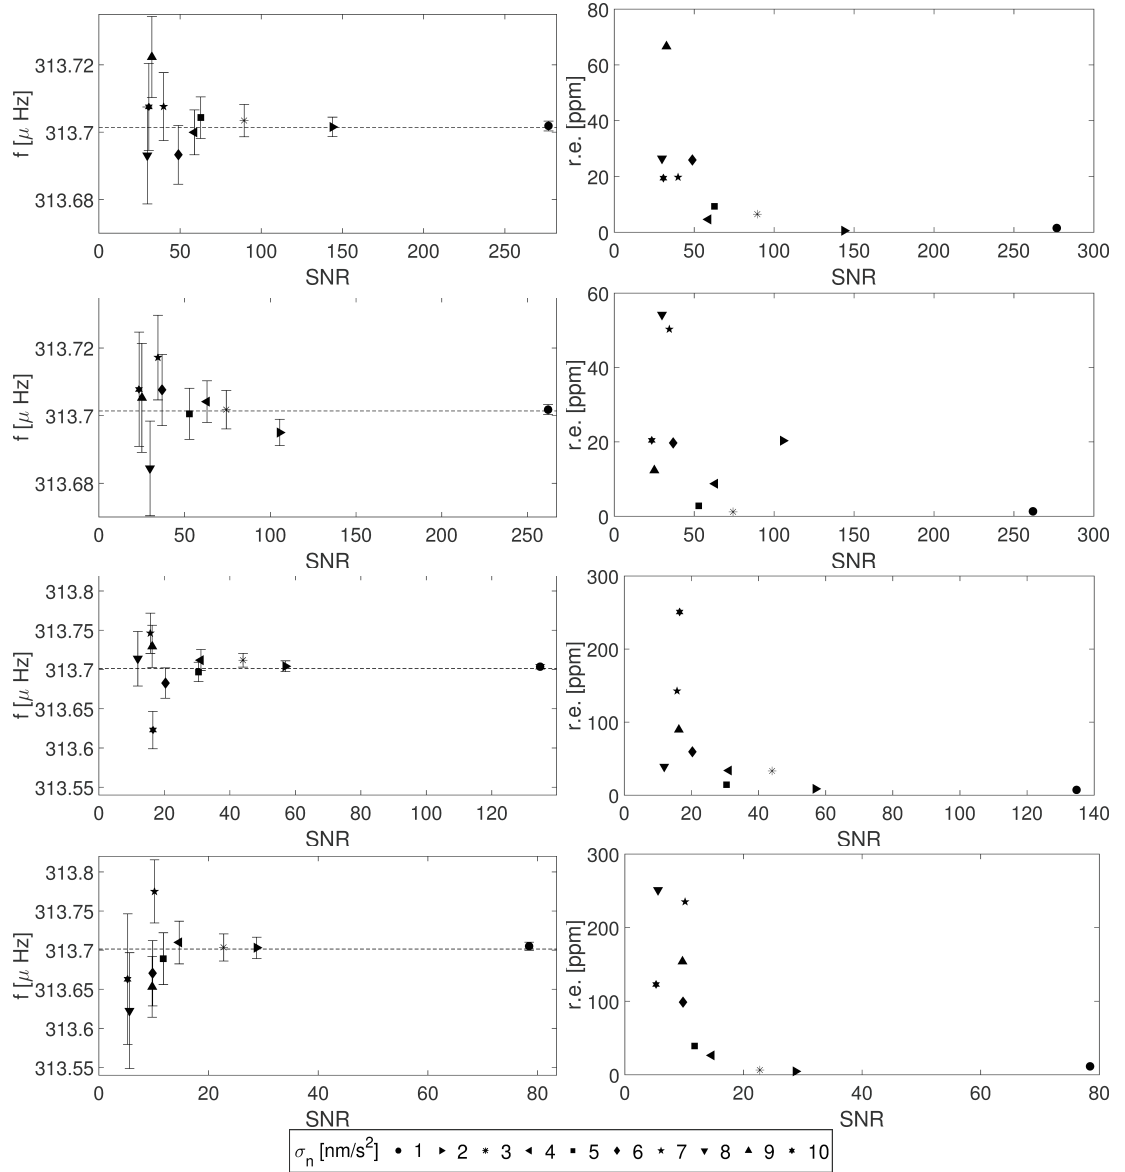 313.72
313.7
313.68
f [μ Hz]
0 50 100 150 200 250
SNR
80
60
40
20
0
r.e. [ppm]
0 50 100 150 200 250 300
SNR
313.72
313.7
313.68
f [μ Hz]
0 50 100 150 200 250
SNR
60
40
20
0
r.e. [ppm]
0 50 100 150 200 250 300
SNR
313.8
313.75
313.7
313.65
313.6
313.55
f [μ Hz]
0 20 40 60 80 100 120
SNR
300
200
100
0
r.e. [ppm]
0 20 40 60 80 100 120 140
SNR
313.8
313.75
313.7
313.65
313.6
313.55
f [μ Hz]
0 20 40 60 80
SNR
300
200
100
0
r.e. [ppm]
0 20 40 60 80
SNR
σn [nm/s²] 1 2 3 4 5 6 7 8 9 10